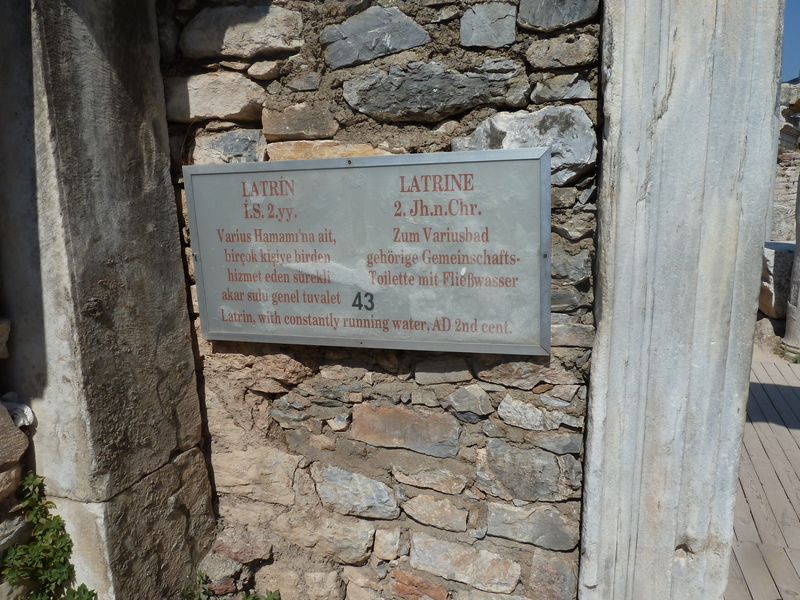 LATRİN
İ.S. 2.yy.
Varius Hamamı'na ait,
birçok kişiye birden
hizmet eden sürekli
akar sulu genel tuvalet
LATRINE
2. Jh.n.Chr.
Zum Variusbad
gehörige Gemeinschafts-
Toilette mit Fließwasser
43
Latrin, with constantly running water, AD 2nd cent.